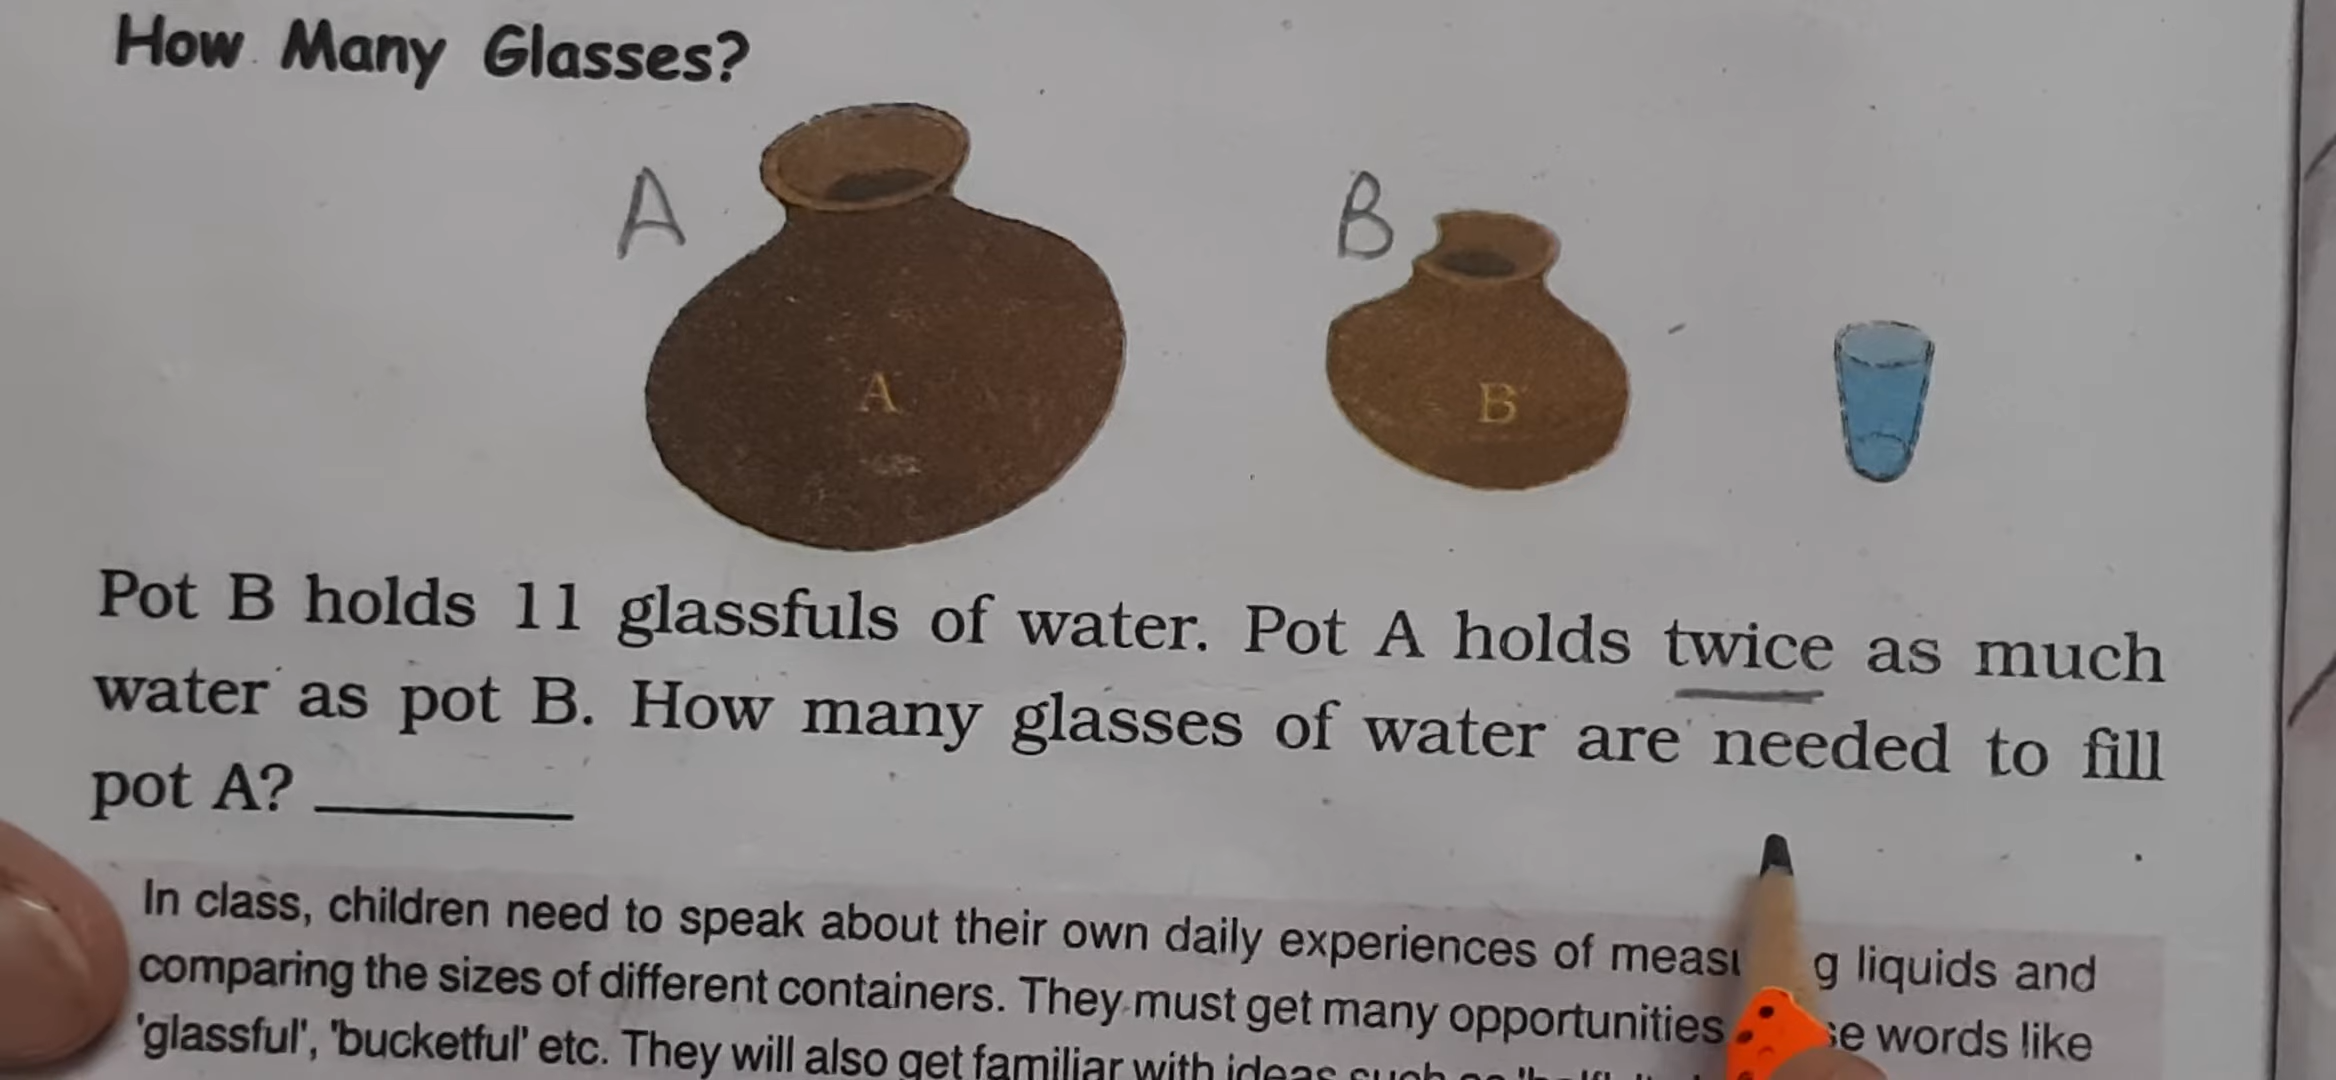 How Many Glasses?
A
B
A
B
Pot B holds 11 glassfuls of water. Pot A holds twice as much
water as pot B. How many glasses of water are needed to fill
pot A?
In class, children need to speak about their own daily experiences of liquids and
comparing the sizes of different containers. They must get many opportunities words like
'glassful', 'bucketful' etc. They will also get familiar with ideas such as